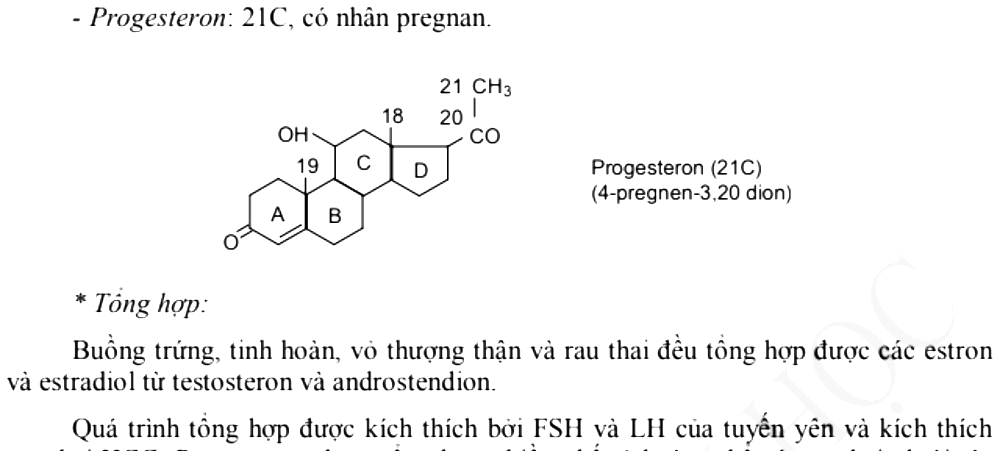 - Progesteron: 21C, có nhân pregnan.
21 CH3
18 20
OH
CO
19 C D
Progesteron (21C)
(4-pregnen-3,20 dion)
A B
O
* Tổng hợp:
Buồng trứng, tinh hoàn, vỏ thượng thận và rau thai đều tổng hợp được các estron
và estradiol từ testosteron và androstendion.
Quá trình tổng hợp được kích thích bởi FSH và LH của tuyến yên và kích thích
HỌC